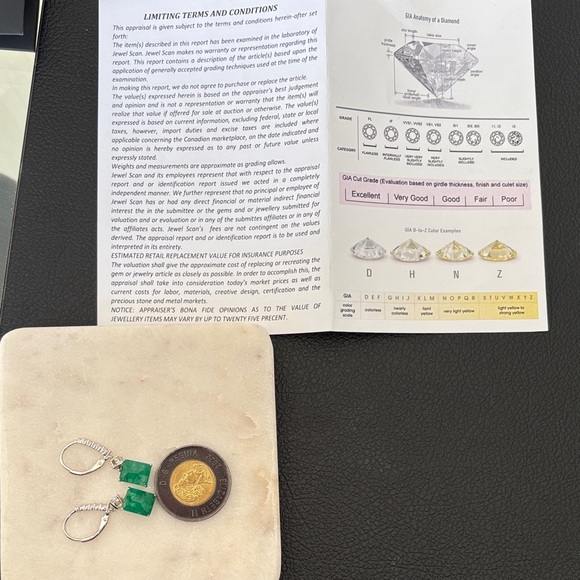 LIMITING TERMS AND CONDITIONS
This appraisal is given subject to the terms and conditions herein-after set
forth:
The item(s) described in this report has been examined in the laboratory of
Jewel Scan. Jewel Scan makes no warranty or representation regarding this
report. This report contains a description of the article(s) based upon the
application of generally accepted grading techniques used at the time of the
examination.
In making this report, we do not agree to purchase or replace the article.
The value(s) expressed herein is based on the appraiser's best judgement
and opinion and is not a representation or warranty that the item(s) will
realize that value if offered for sale at auction or otherwise. The value(s)
expressed is based on current information, excluding federal, state or local
taxes, however, import duties and excise taxes are included where
applicable concerning the Canadian marketplace, on the date indicated and
no opinion is hereby expressed as to any past or future value unless
expressly stated.
Weights and measurements are approximate as grading allows.
Jewel Scan and its employees represent that with respect to the appraisal
report and or identification report issued we acted in a completely
independent manner. We further represent that no principal or employee of
Jewel Scan has or had any direct financial or material indirect financial
interest in the submittee or the gems and or jewellery submitted for
valuation and or evaluation or in any of the submittes affiliates or in any of
the affiliates acts. Jewel Scan's fees are not contingent on the values
derived. The appraisal report and or identification report is to be used and
interpreted in its entirety.
ESTIMATED RETAIL REPLACEMENT VALUE FOR INSURANCE PURPOSES
The valuation shall give the approximate cost of replacing or recreating the
gem or jewelry article as closely as possible. In order to accomplish this, the
appraisal shall take into consideration today's market prices as well as
current costs for labor, materials, creative design, certification and the
precious stone and metal markets.
NOTICE: APPRAISER'S BONA FIDE OPINIONS AS TO THE VALUE OF
JEWELLERY ITEMS MAY VARY BY UP TO TWENTY FIVE PRECENT.
GIA Anatomy of a Diamond
table size
girdle
thickness
GRADE FL IF VVS1, VVS2 VS1, VS2 SI1 SI2, SI3 I1, I2 I3
CATEGORY FLAWLESS INTERNALLY FLAWLESS VERY VERY SLIGHTLY INCLUDED VERY SLIGHTLY INCLUDED SLIGHTLY INCLUDED INCLUDED
GIA Cut Grade (Evaluation based on girdle thickness, finish and culet size)
Excellent Very Good Good Fair Poor
GIA D-to-Z Color Examples
D H N Z
GIA D E F G H I J K L M N O P Q R S T U V W X Y Z
color grading scale colorless nearly colorless faint yellow very light yellow light yellow to strong yellow
ELIZABETH II D. G. REGINA